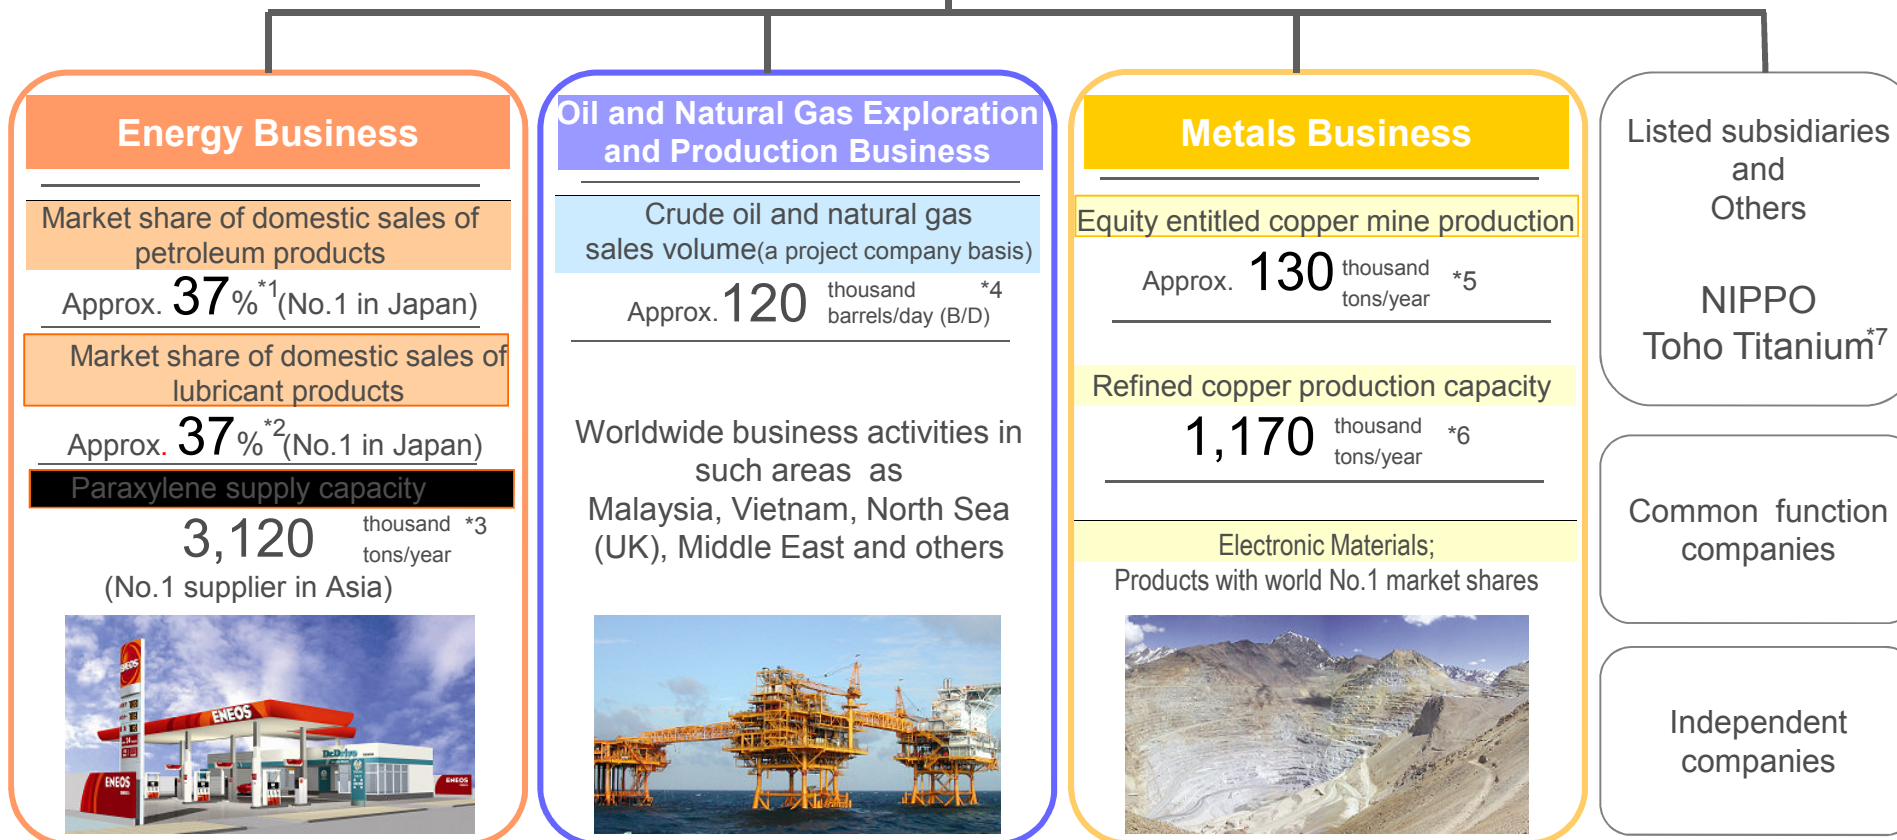 Energy Business
Market share of domestic sales of
petroleum products
Approx. 37%*1(No.1 in Japan)
Market share of domestic sales of
lubricant products
Approx. 37%*2(No.1 in Japan)
Paraxylene supply capacity
3,120 thousand tons/year *3
(No.1 supplier in Asia)
ENEOS
ENEOS
Dr.Drive
ENEOS
ENEOS
Oil and Natural Gas Exploration
and Production Business
Crude oil and natural gas
sales volume(a project company basis)
Approx. 120 thousand barrels/day (B/D) *4
Worldwide business activities in
such areas as
Malaysia, Vietnam, North Sea
(UK), Middle East and others
Metals Business
Equity entitled copper mine production
Approx. 130 thousand tons/year *5
Refined copper production capacity
1,170 thousand tons/year *6
Electronic Materials;
Products with world No.1 market shares
Listed subsidiaries
and
Others
NIPPO
Toho Titanium*7
Common function
companies
Independent
companies